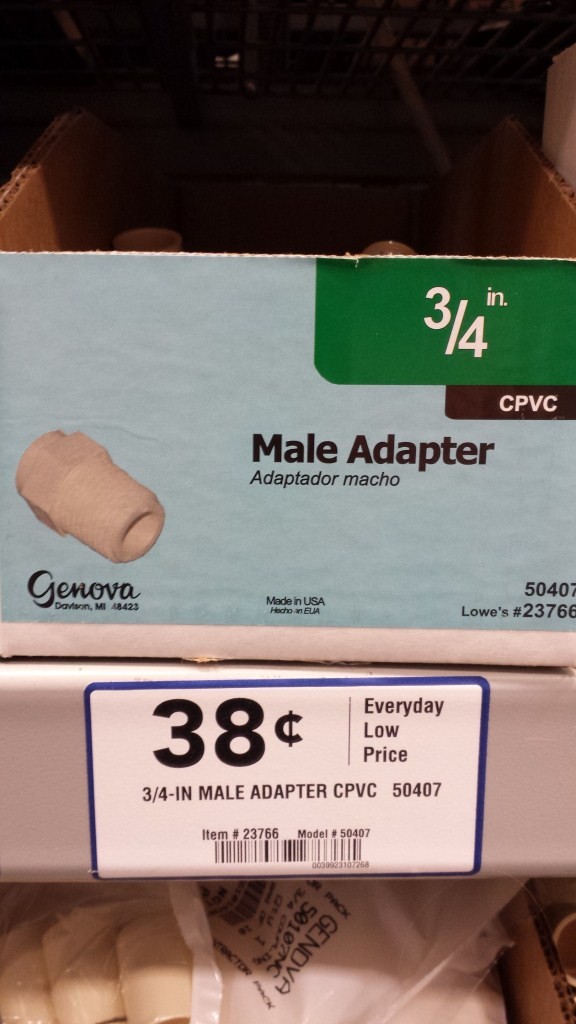 3/4 in.
CPVC
Male Adapter
Adaptador macho
Genova
Davison, MI 48423
Made in USA
Hecho en EUA
50407
Lowe's #23766
38¢
Everyday
Low
Price
3/4-IN MALE ADAPTER CPVC 50407
Item # 23766 Model # 50407
0039923107268
GENOVA
PACK